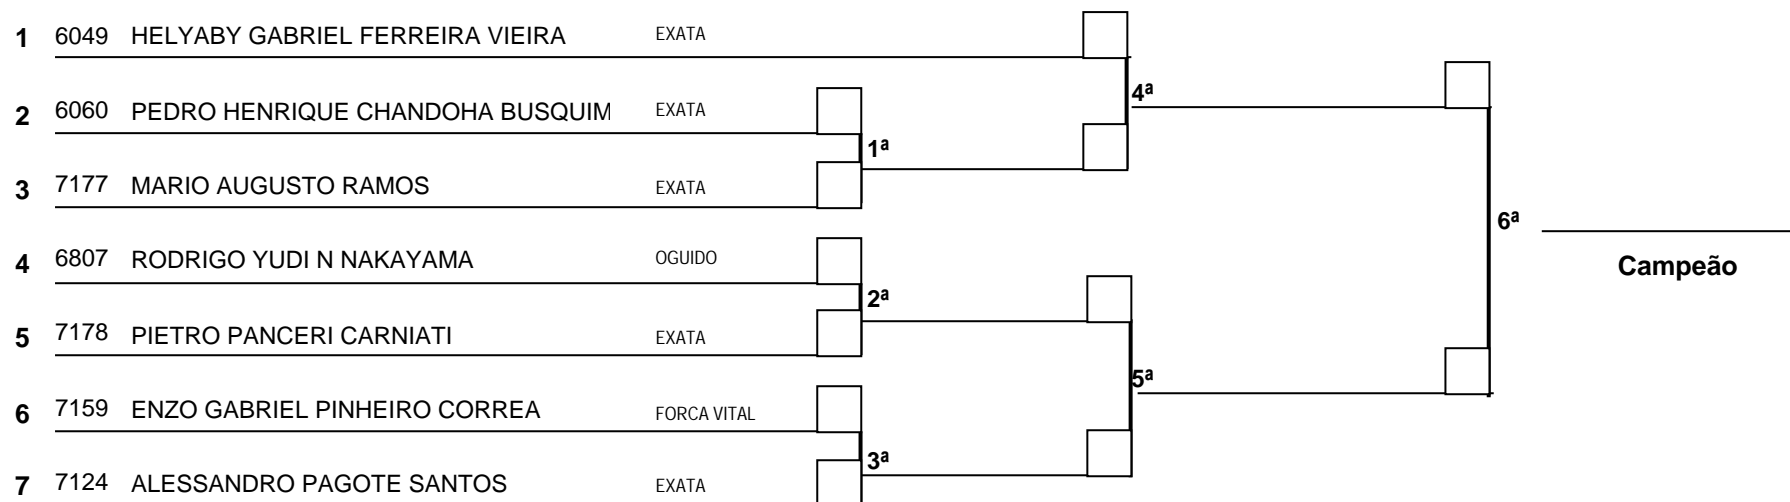 1 6049 HELYABY GABRIEL FERREIRA VIEIRA EXATA
4ª
2 6060 PEDRO HENRIQUE CHANDOHA BUSQUIM EXATA
1ª
3 7177 MARIO AUGUSTO RAMOS EXATA
6ª
4 6807 RODRIGO YUDI N NAKAYAMA OGUIDO
Campeão
2ª
5 7178 PIETRO PANCERI CARNIATI EXATA
5ª
6 7159 ENZO GABRIEL PINHEIRO CORREA FORCA VITAL
3ª
7 7124 ALESSANDRO PAGOTE SANTOS EXATA